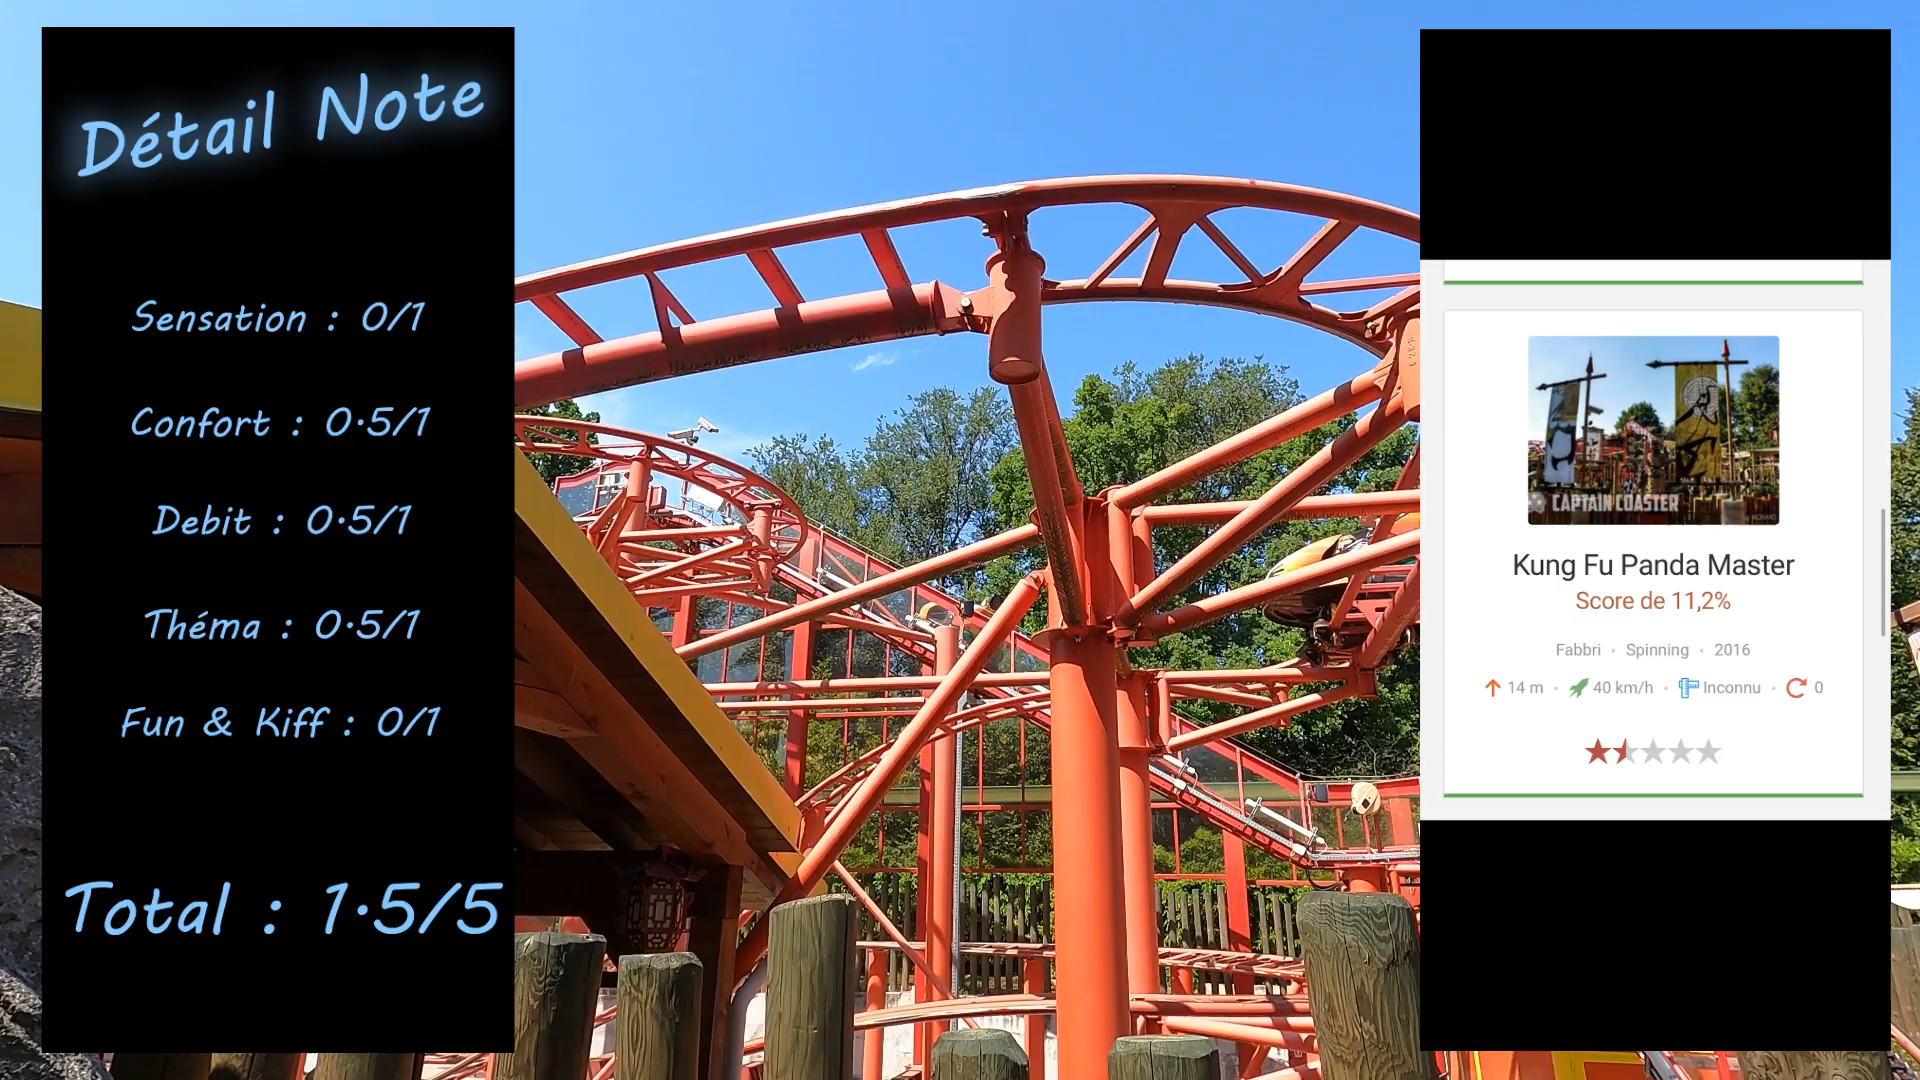 Détail Note
Sensation : 0/1
Confort : 0.5/1
Debit : 0.5/1
Théma : 0.5/1
Fun & Kiff : 0/1
Total : 1.5/5
CAPTAIN COASTER
Kung Fu Panda Master
Score de 11,2%
Fabbri • Spinning • 2016
14 m • 40 km/h • Inconnu • 0